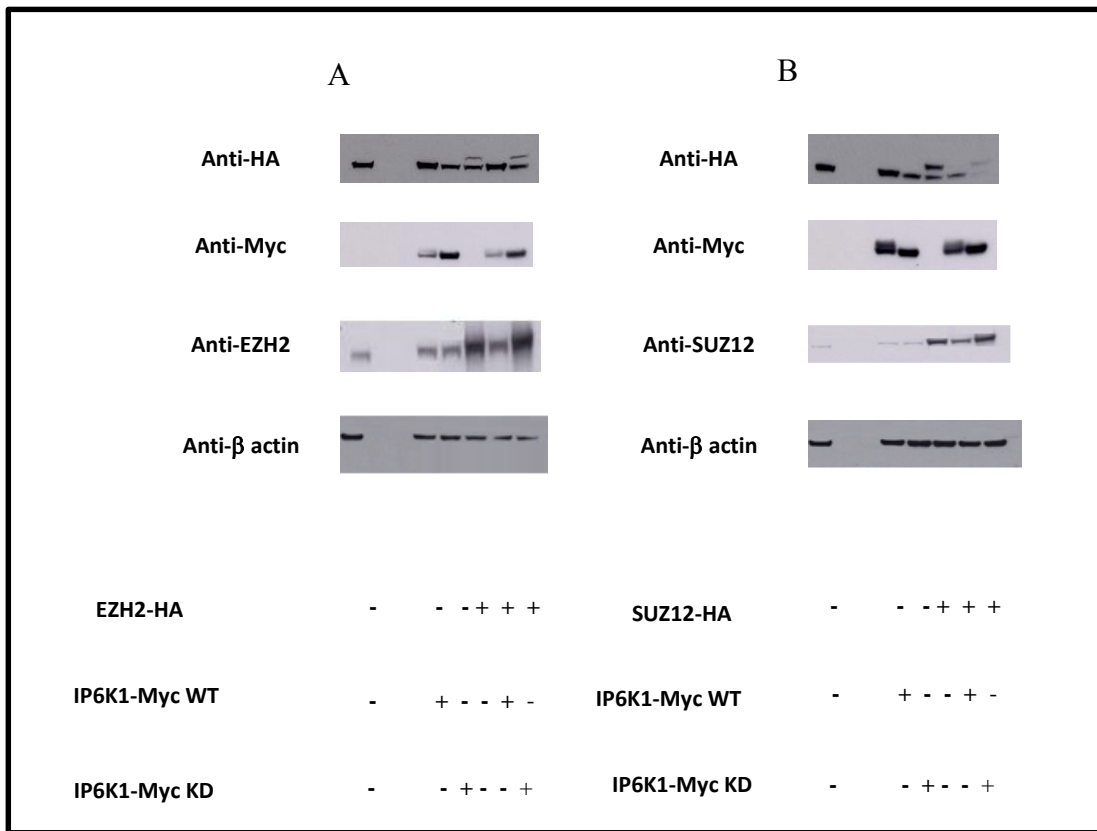 A
B
Anti-HA
Anti-HA
Anti-Myc
Anti-Myc
Anti-EZH2
Anti-SUZ12
Anti-β actin
Anti-β actin
EZH2-HA - - - + + +
SUZ12-HA - - - + + +
IP6K1-Myc WT - + - - + -
IP6K1-Myc WT - + - - + -
IP6K1-Myc KD - - + - - +
IP6K1-Myc KD - - + - - +